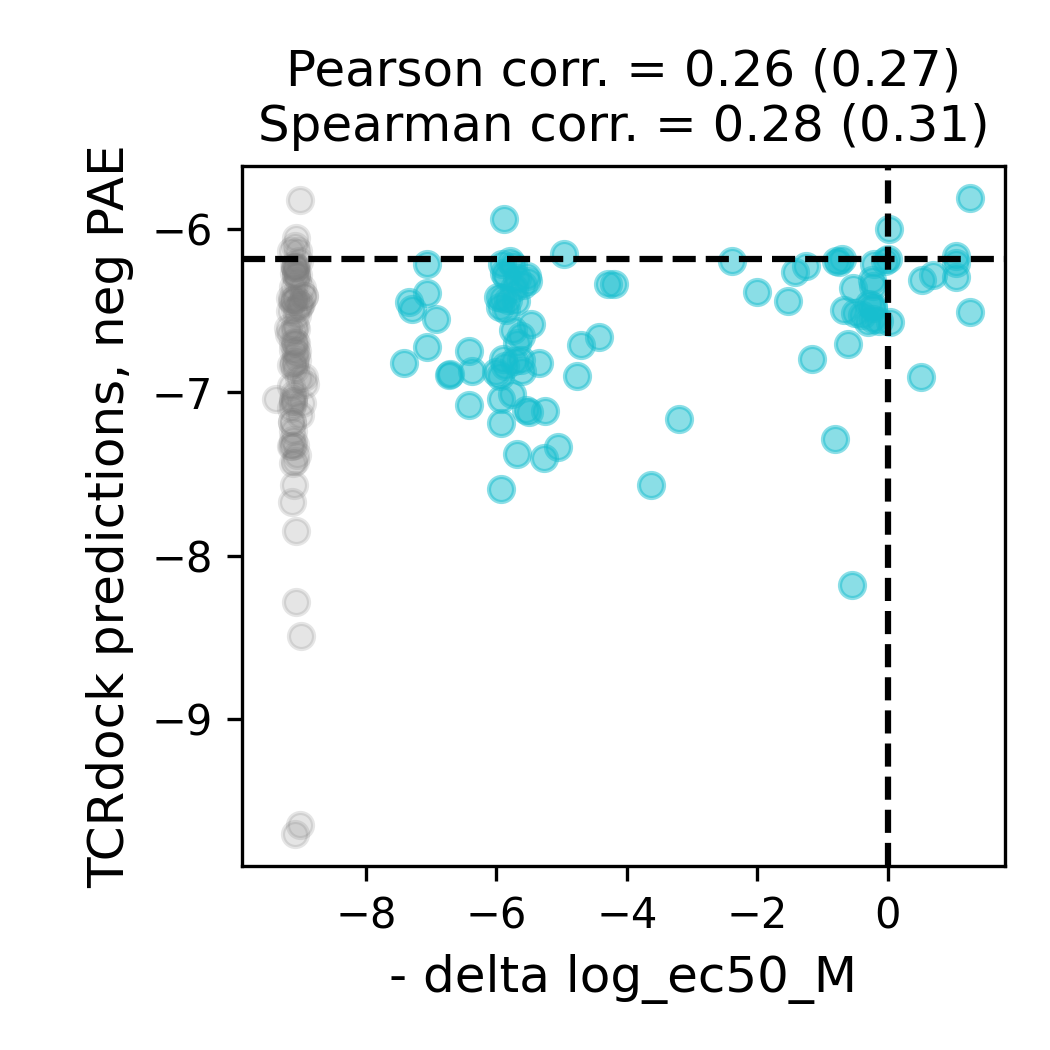 Pearson corr. = 0.26 (0.27)
Spearman corr. = 0.28 (0.31)
TCRdock predictions, neg PAE
−6
−7
−8
−9
−8
−6
−4
−2
0
- delta log_ec50_M